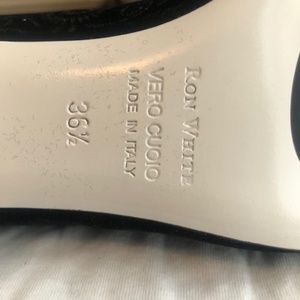 RON WHITE
VERO CUOIO
MADE IN ITALY
36½